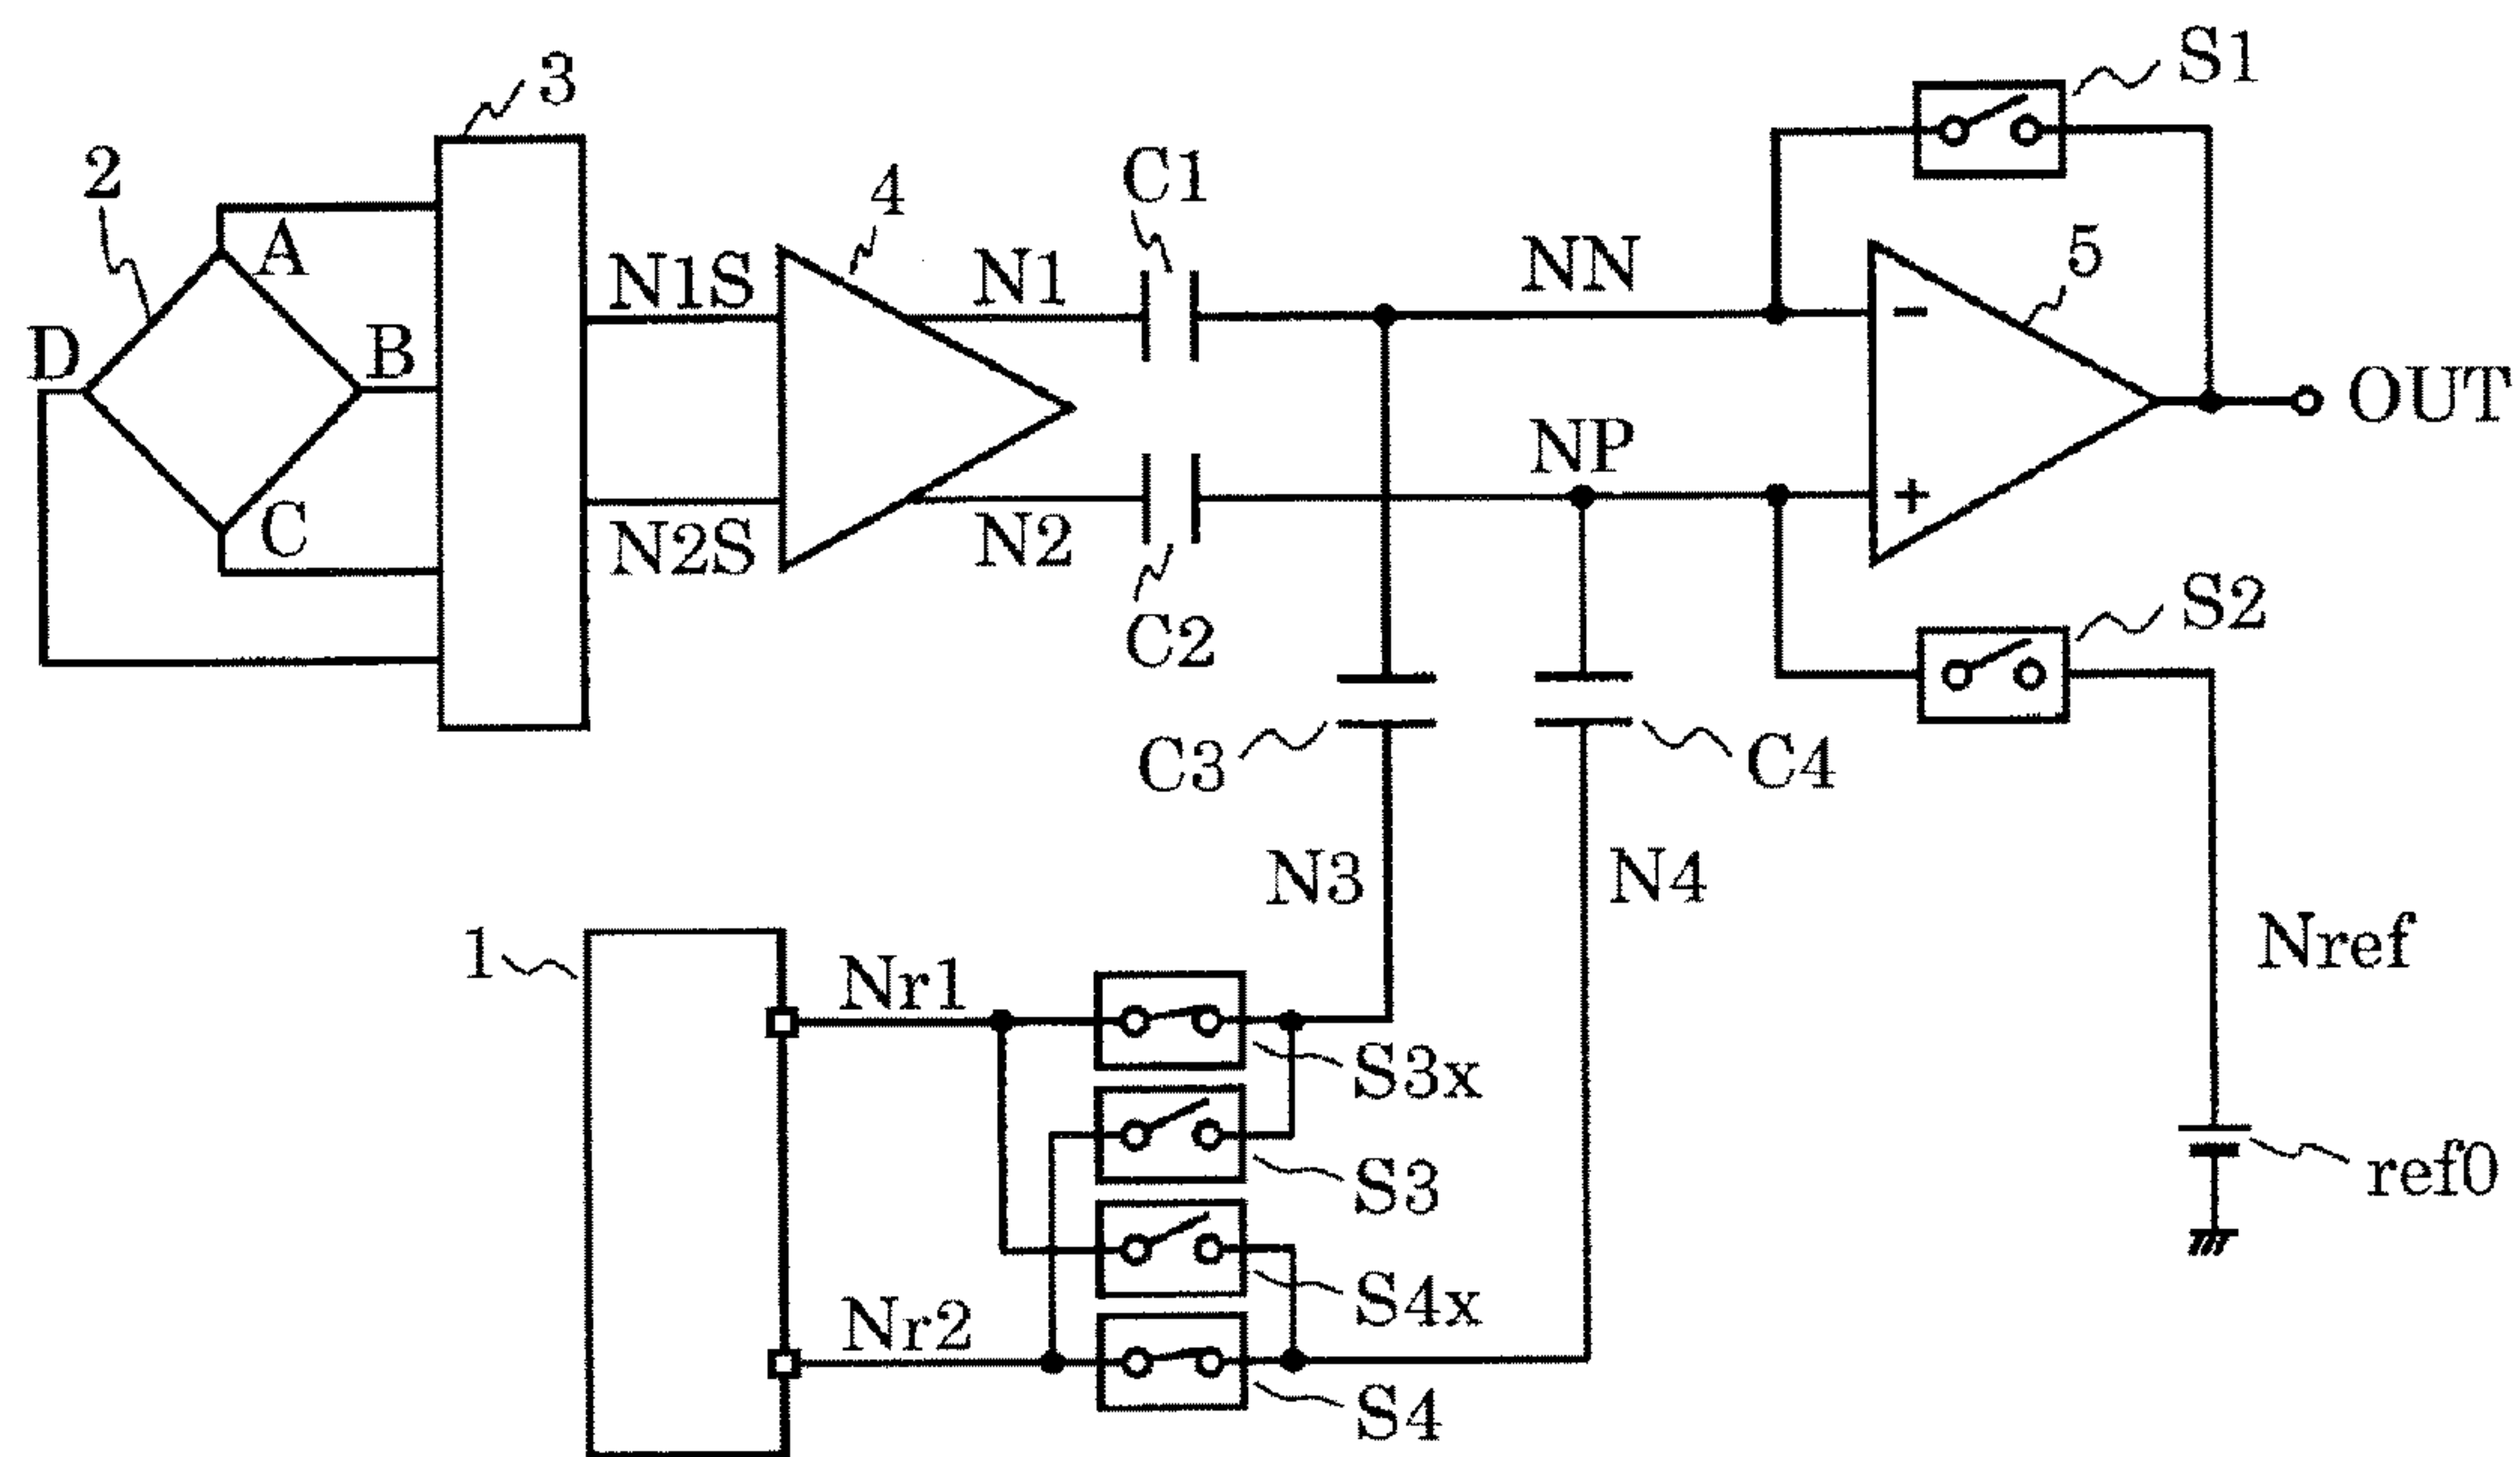 S1
3
2
4
C1
A
N1S
N1
NN
5
D
B
OUT
NP
C
N2S
N2
S2
C2
C3
C4
N3
N4
Nref
1
Nr1
S3x
ref0
S3
S4x
Nr2
S4